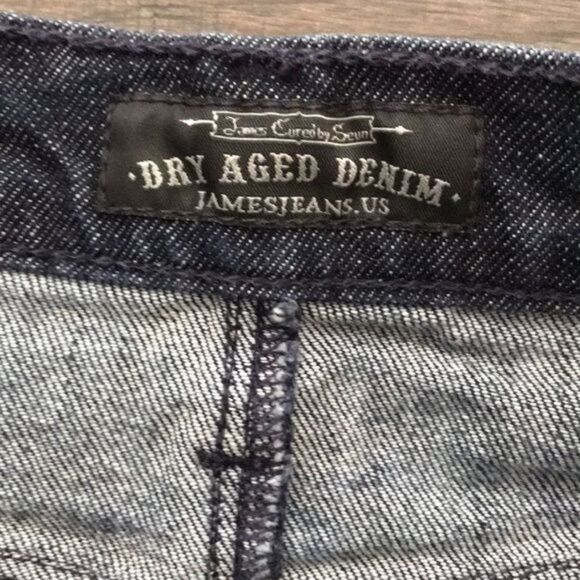 James Cured by Seun
·DRY AGED DENIM·
JAMESJEANS.US